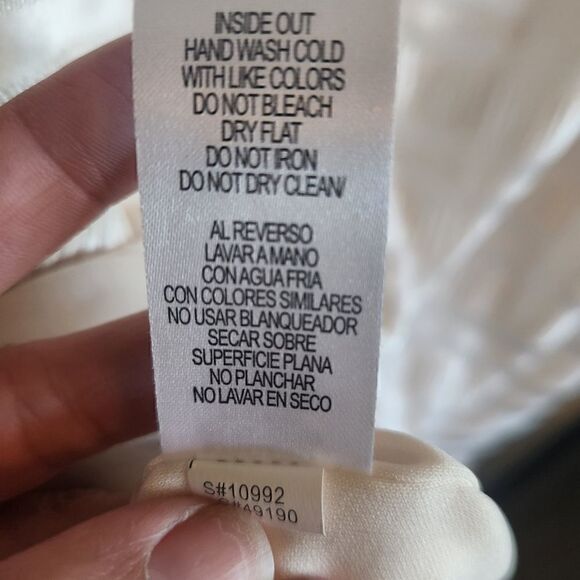 INSIDE OUT
HAND WASH COLD
WITH LIKE COLORS
DO NOT BLEACH
DRY FLAT
DO NOT IRON
DO NOT DRY CLEAN/
AL REVERSO
LAVAR A MANO
CON AGUA FRIA
CON COLORES SIMILARES
NO USAR BLANQUEADOR
SECAR SOBRE
SUPERFICIE PLANA
NO PLANCHAR
NO LAVAR EN SECO
S#10992
S#49190